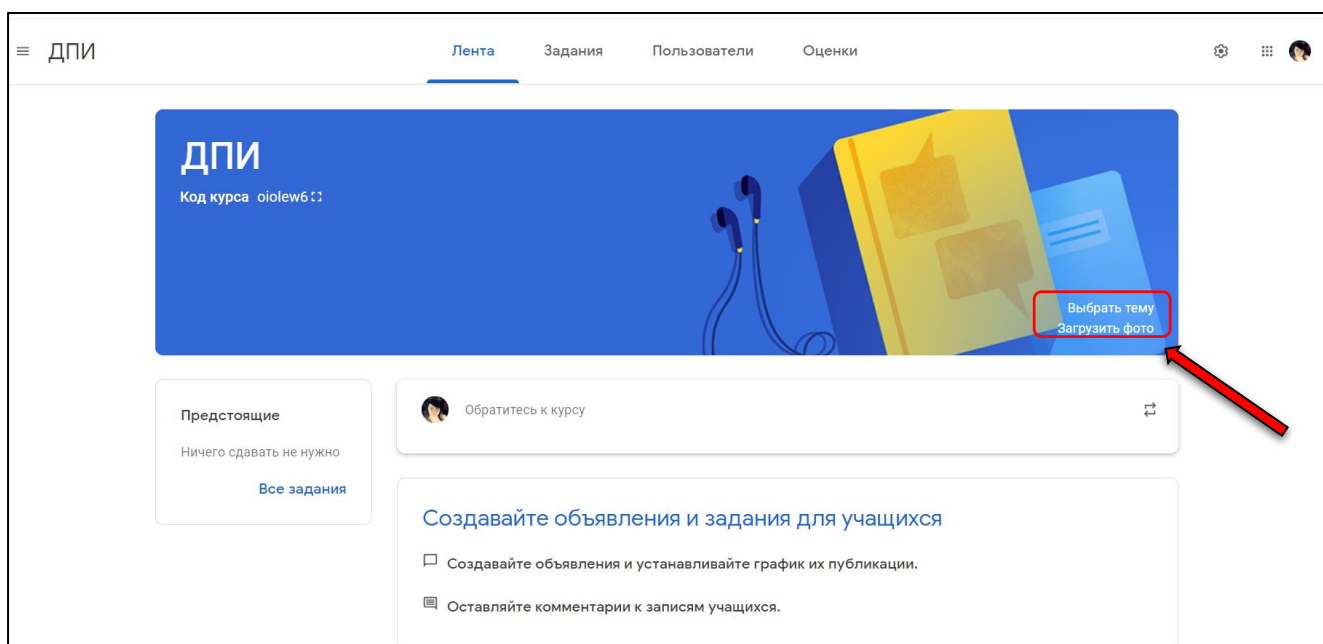 ДПИ
Лента Задания Пользователи Оценки
ДПИ
Код курса oiolew6
Выбрать тему
Загрузить фото
Предстоящие
Ничего сдавать не нужно
Все задания
Обратитесь к курсу
Создавайте объявления и задания для учащихся
Создавайте объявления и устанавливайте график их публикации.
Оставляйте комментарии к записям учащихся.